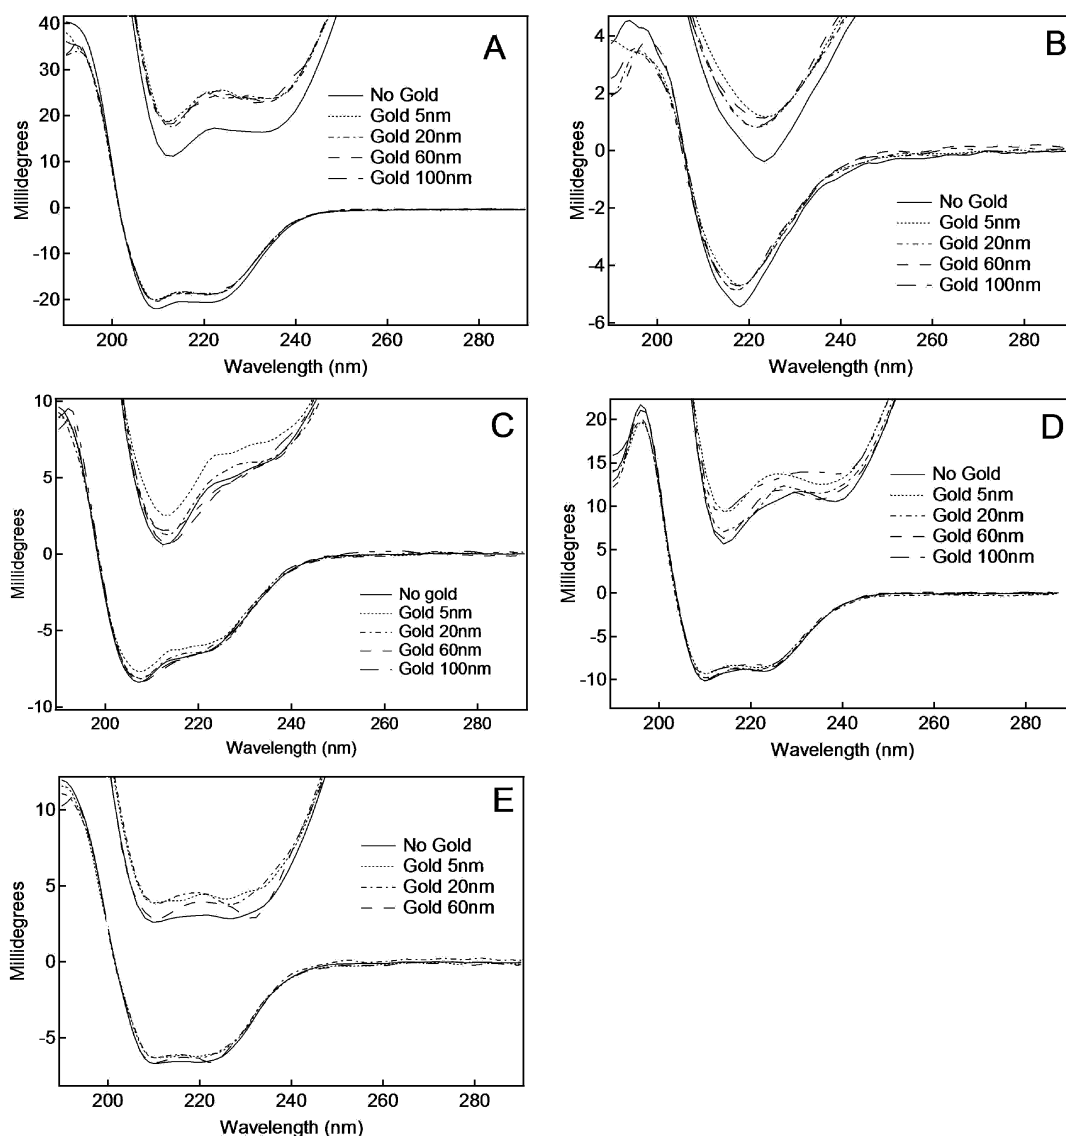 A
40
30
20
10
0
-10
-20
Millidegrees
No Gold
Gold 5nm
Gold 20nm
Gold 60nm
Gold 100nm
200 220 240 260 280
Wavelength (nm)
B
4
2
0
-2
-4
-6
Millidegrees
No Gold
Gold 5nm
Gold 20nm
Gold 60nm
Gold 100nm
200 220 240 260 280
Wavelength (nm)
C
10
5
0
-5
-10
Millidegrees
No gold
Gold 5nm
Gold 20nm
Gold 60nm
Gold 100nm
200 220 240 260 280
Wavelength (nm)
D
20
15
10
5
0
-5
-10
Millidegrees
No Gold
Gold 5nm
Gold 20nm
Gold 60nm
Gold 100nm
200 220 240 260 280
Wavelength (nm)
E
10
5
0
-5
Millidegrees
No Gold
Gold 5nm
Gold 20nm
Gold 60nm
200 220 240 260 280
Wavelength (nm)